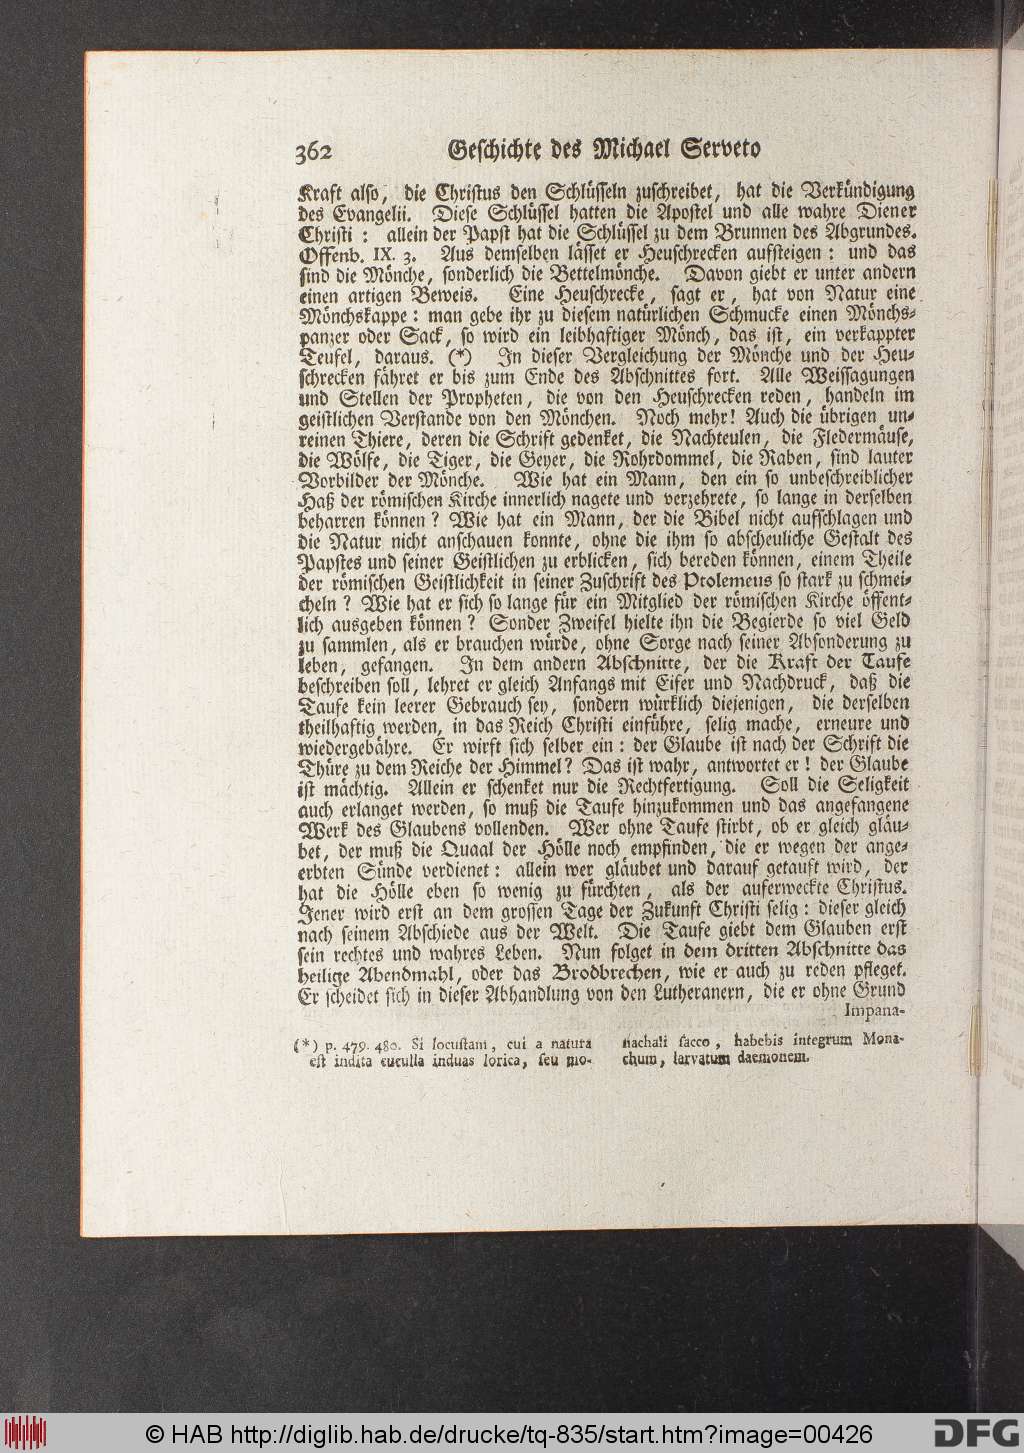 362 Geschichte des Michael Serveto
Kraft also, die Christus den Schlüsseln zuschreibet, hat die Verkündigung
des Evangelii. Diese Schlüssel hatten die Apostel und alle wahre Diener
Christi: allein der Papst hat die Schlüssel zu dem Brunnen des Abgrundes.
Offenb. IX. 3. Aus demselben lässet er Heuschrecken aufsteigen: und das
sind die Mönche, sonderlich die Bettelmönche. Davon giebt er unter andern
einen artigen Beweis. Eine Heuschrecke, sagt er, hat von Natur eine
Mönchskappe: man gebe ihr zu diesem natürlichen Schmucke einen Mönchs-
panzer oder Sack, so wird ein leibhaftiger Mönch, das ist, ein verkappter
Teufel, daraus. (*) In dieser Vergleichung der Mönche und der Heu-
schrecken fähret er bis zum Ende des Abschnittes fort. Alle Weissagungen
und Stellen der Propheten, die von den Heuschrecken reden, handeln im
geistlichen Verstande von den Mönchen. Noch mehr! Auch die übrigen un-
reinen Thiere, deren die Schrift gedenket, die Nachteulen, die Fledermäuse,
die Wölfe, die Tiger, die Geyer, die Rohrdommel, die Raben, sind lauter
Vorbilder der Mönche. Wie hat ein Mann, den ein so unbeschreiblicher
Haß der römischen Kirche innerlich nagete und verzehrete, so lange in derselben
beharren können? Wie hat ein Mann, der die Bibel nicht aufschlagen und
die Natur nicht anschauen konnte, ohne die ihm so abscheuliche Gestalt des
Papstes und seiner Geistlichen zu erblicken, sich bereden können, einem Theile
der römischen Geistlichkeit in seiner Zuschrift des Ptolemeus so stark zu schmei-
cheln? Wie hat er sich so lange für ein Mitglied der römischen Kirche öffent-
lich ausgeben können? Sonder Zweifel hielte ihn die Begierde so viel Geld
zu sammlen, als er brauchen würde, ohne Sorge nach seiner Absonderung zu
leben, gefangen. In dem andern Abschnitte, der die Kraft der Taufe
beschreiben soll, lehret er gleich Anfangs mit Eifer und Nachdruck, daß die
Taufe kein leerer Gebrauch sey, sondern würklich diejenigen, die derselben
theilhaftig werden, in das Reich Christi einführe, selig mache, erneure und
wiedergebähre. Er wirft sich selber ein: der Glaube ist nach der Schrift die
Thüre zu dem Reiche der Himmel? Das ist wahr, antwortet er! der Glaube
ist mächtig. Allein er schenket nur die Rechtfertigung. Soll die Seligkeit
auch erlanget werden, so muß die Taufe hinzukommen und das angefangene
Werk des Glaubens vollenden. Wer ohne Taufe stirbt, ob er gleich gläu-
bet, der muß die Quaal der Hölle noch empfinden, die er wegen der ange-
erbten Sünde verdienet: allein wer gläubet und darauf getauft wird, der
hat die Hölle eben so wenig zu fürchten, als der auferweckte Christus.
Jener wird erst an dem grossen Tage der Zukunft Christi selig: dieser gleich
nach seinem Abschiede aus der Welt. Die Taufe giebt dem Glauben erst
sein rechtes und wahres Leben. Nun folget in dem dritten Abschnitte das
heilige Abendmahl, oder das Brodbrechen, wie er auch zu reden pfleget.
Er scheidet sich in dieser Abhandlung von den Lutheranern, die er ohne Grund
Impana-
(*) p. 479. 480. Si locustam, cui a natura
est indita cuculla induas lorica, seu mo-
nachali sacco, habebis integrum Mona-
chum, larvatum daemonem.
© HAB http://diglib.hab.de/drucke/tq-835/start.htm?image=00426
DFG